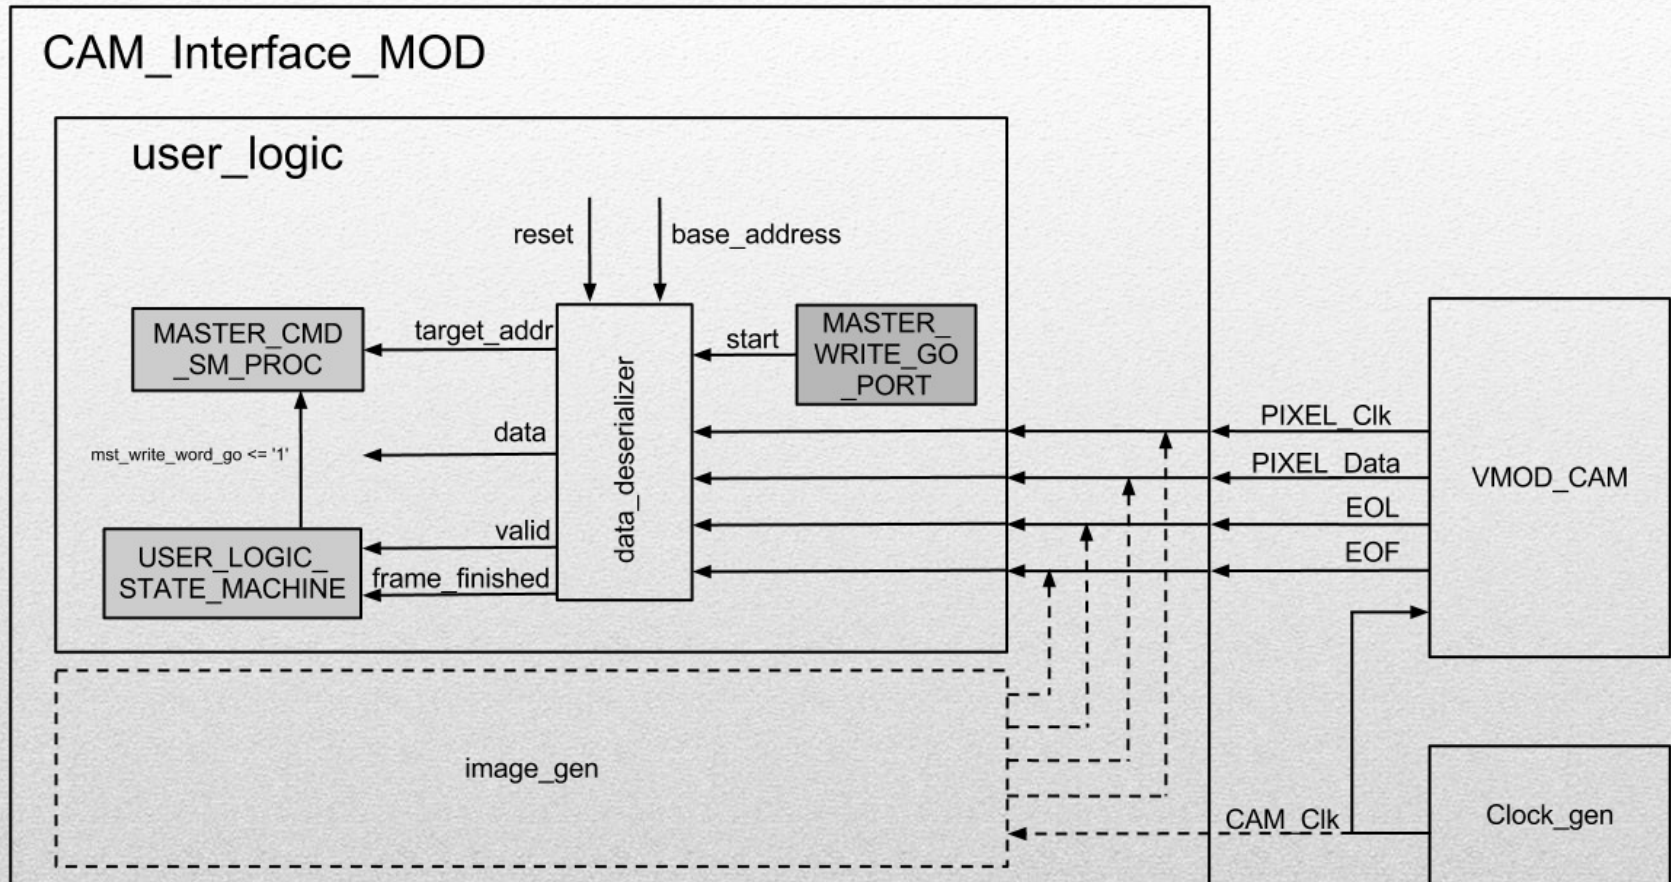 CAM_Interface_MOD
user_logic
reset
base_address
MASTER_CMD
_SM_PROC
target_addr
start
MASTER_
WRITE_GO
_PORT
data_deserializer
data
mst_write_word_go <= '1'
valid
frame_finished
USER_LOGIC_
STATE_MACHINE
PIXEL_Clk
PIXEL_Data
EOL
EOF
VMOD_CAM
image_gen
CAM_Clk
Clock_gen